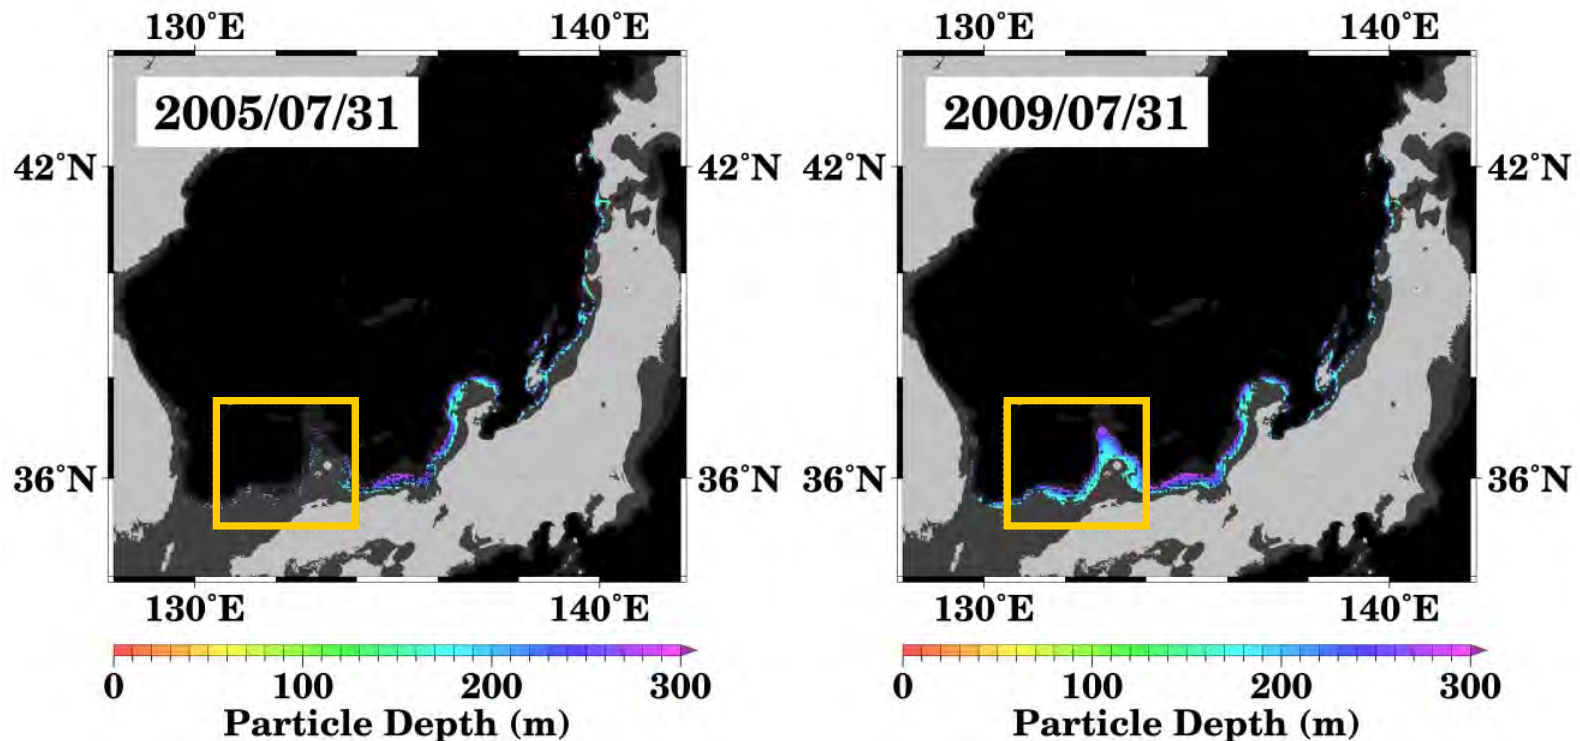 130°E 140°E 130°E 140°E
2005/07/31 2009/07/31
42°N 42°N 42°N 42°N
36°N 36°N 36°N 36°N
130°E 140°E 130°E 140°E
0 100 200 300 0 100 200 300
Particle Depth (m) Particle Depth (m)